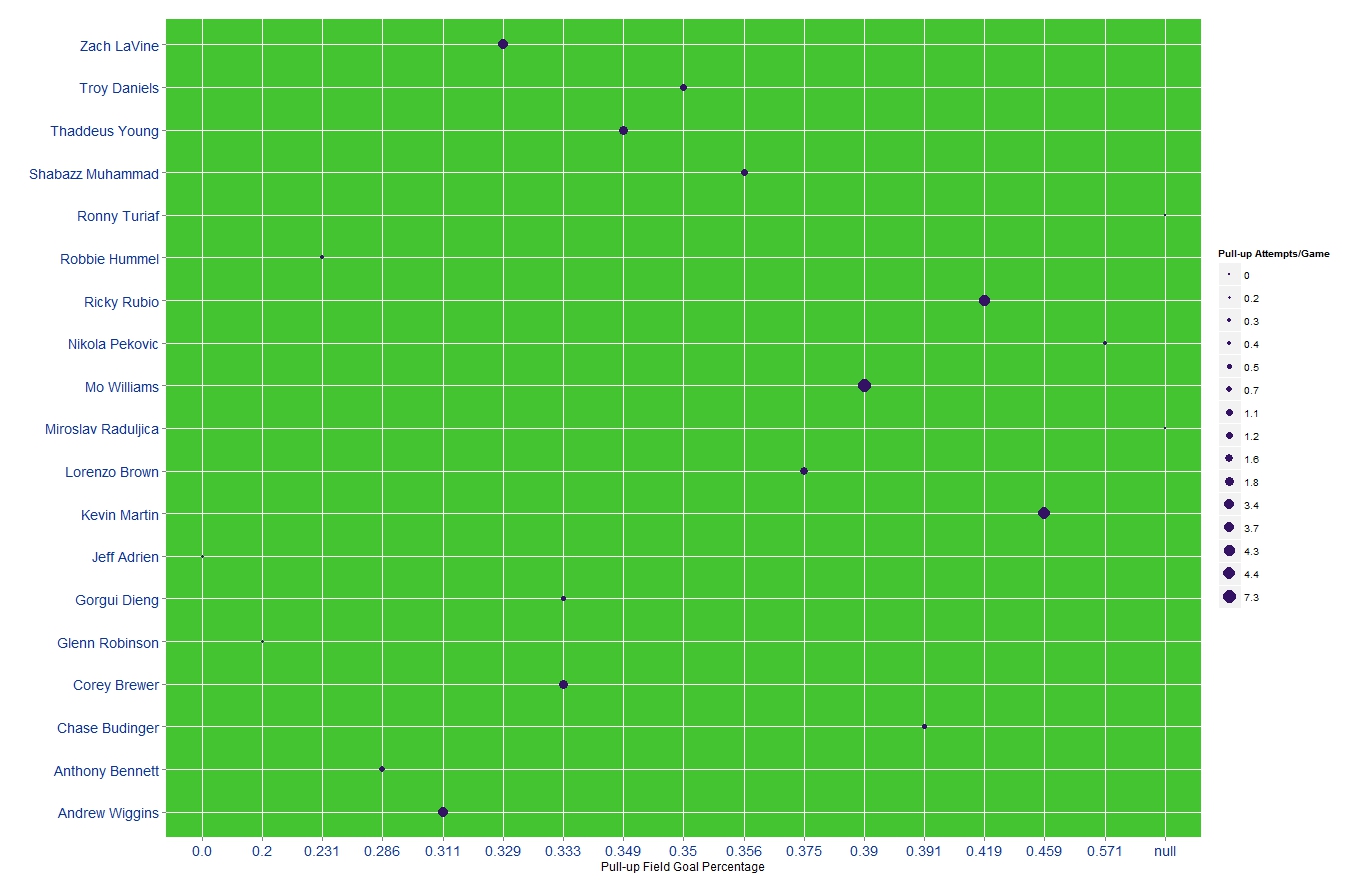 Zach LaVine
Troy Daniels
Thaddeus Young
Shabazz Muhammad
Ronny Turiaf
Robbie Hummel
Ricky Rubio
Nikola Pekovic
Mo Williams
Miroslav Raduljica
Lorenzo Brown
Kevin Martin
Jeff Adrien
Gorgui Dieng
Glenn Robinson
Corey Brewer
Chase Budinger
Anthony Bennett
Andrew Wiggins
0.0 0.2 0.231 0.286 0.311 0.329 0.333 0.349 0.35 0.356 0.375 0.39 0.391 0.419 0.459 0.571 null
Pull-up Field Goal Percentage
Pull-up Attempts/Game
0
0.2
0.3
0.4
0.5
0.7
1.1
1.2
1.6
1.8
3.4
3.7
4.3
4.4
7.3